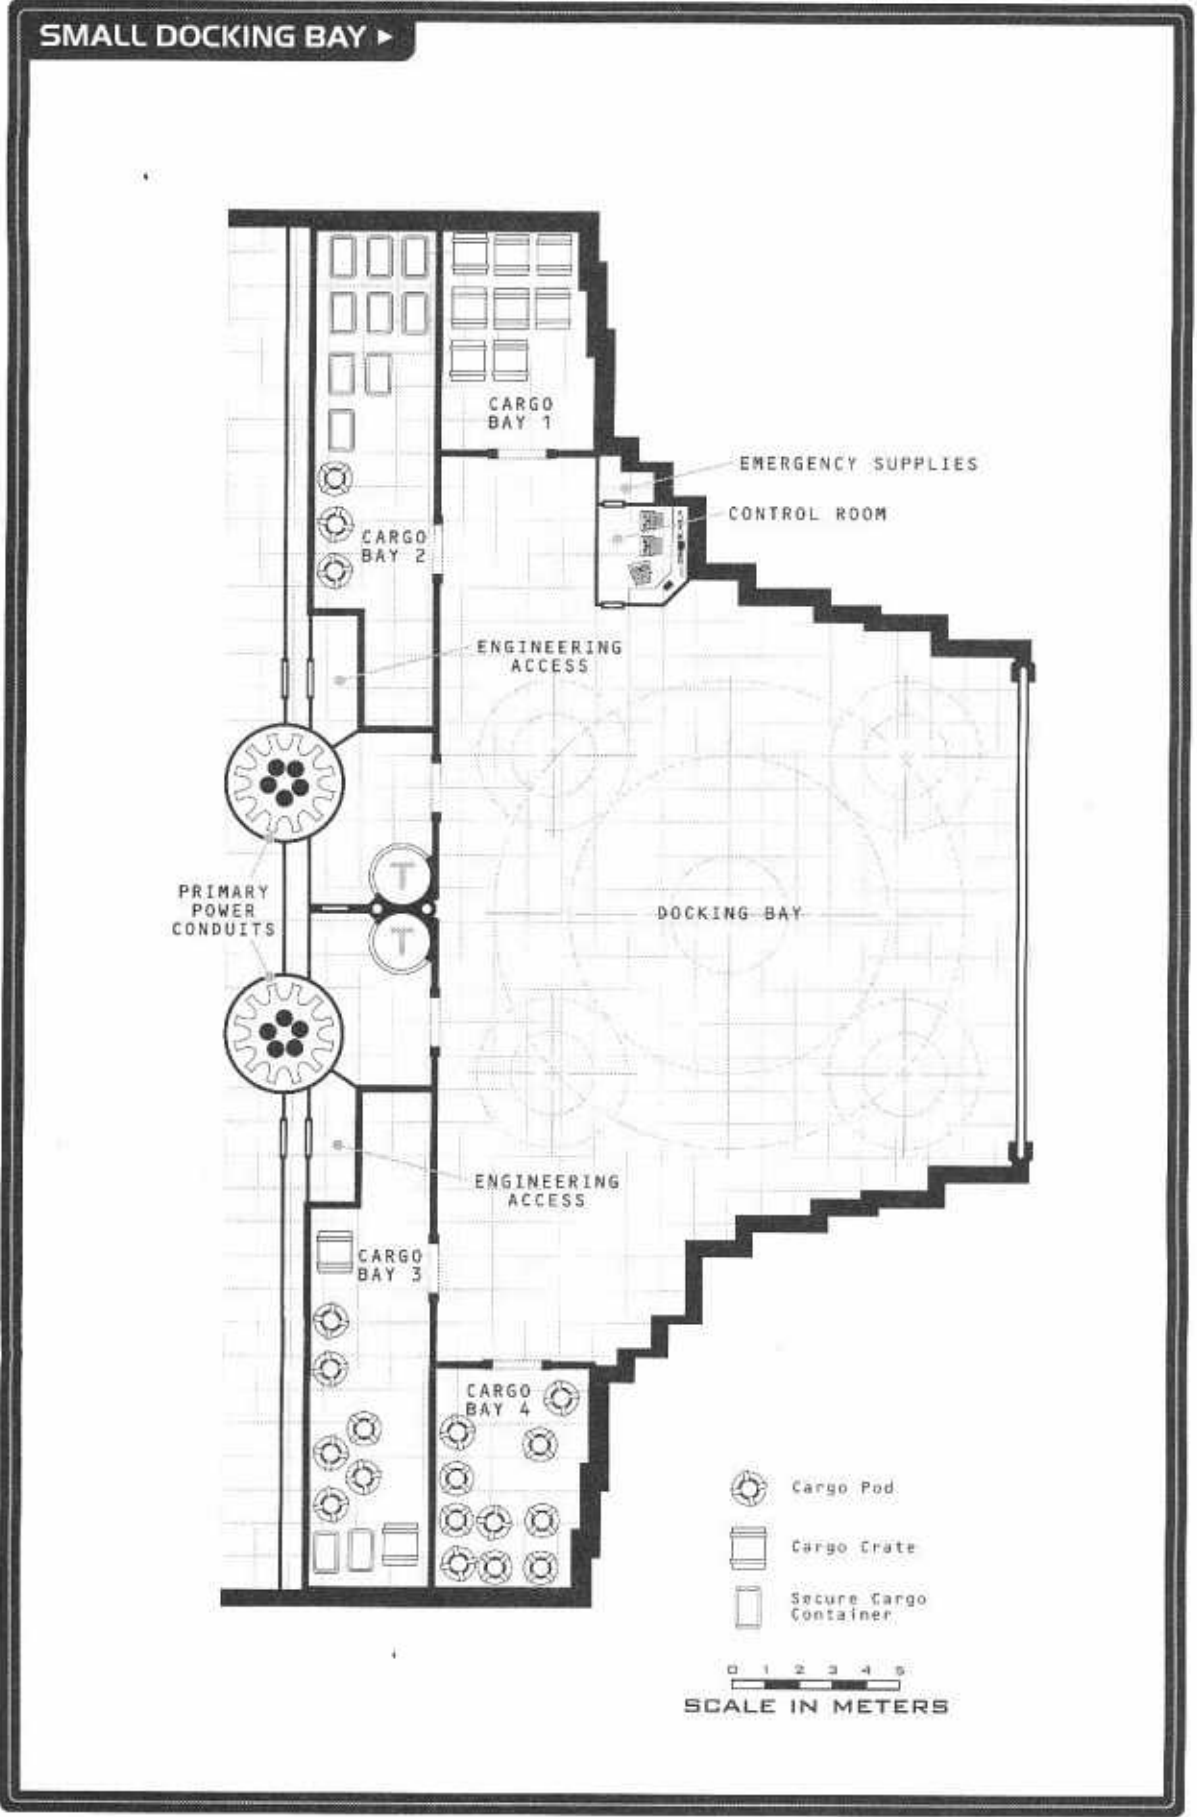 SMALL DOCKING BAY ▸
CARGO
BAY 1
EMERGENCY SUPPLIES
CONTROL ROOM
CARGO
BAY 2
ENGINEERING
ACCESS
T
PRIMARY
POWER
CONDUITS
T
DOCKING BAY
ENGINEERING
ACCESS
CARGO
BAY 3
CARGO
BAY 4
Cargo Pod
Cargo Crate
Secure Cargo
Container
0 1 2 3 4 5
SCALE IN METERS